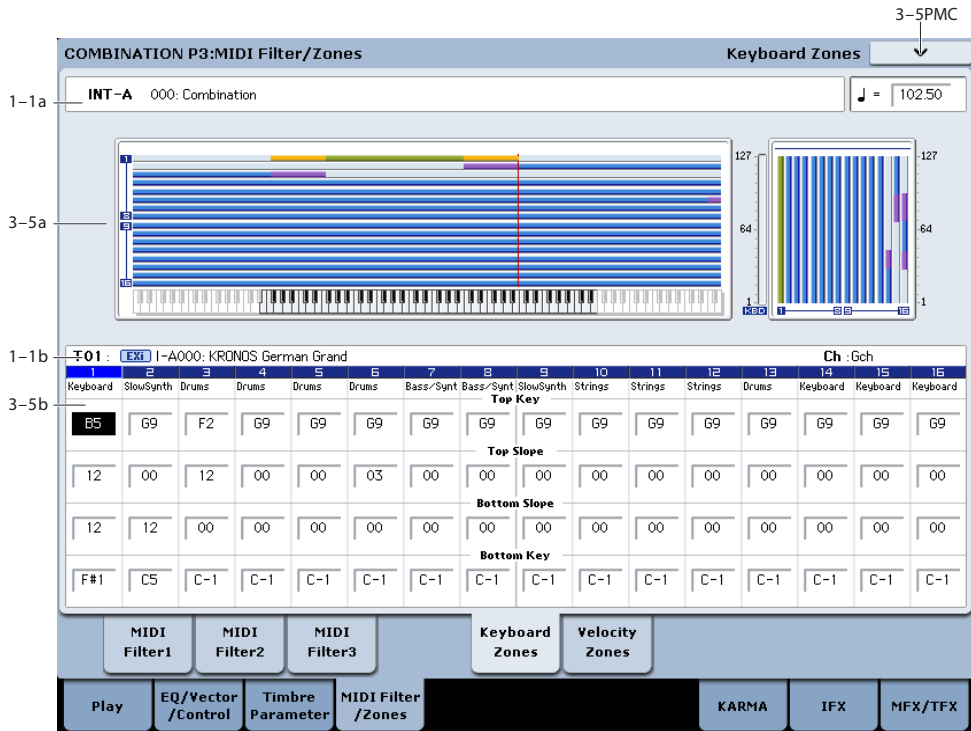 3–5PMC
COMBINATION P3:MIDI Filter/Zones Keyboard Zones
1–1a
INT-A 000: Combination ♩ = 102.50
3–5a
1 8 9 16
127 64 1 KBD
1 8 9 16
127 64 1
1–1b
T01 : EXi I-A000: KRONOS German Grand Ch :Gch
1 2 3 4 5 6 7 8 9 10 11 12 13 14 15 16
Keyboard SlowSynth Drums Drums Drums Drums Bass/Synt Bass/Synt SlowSynth Strings Strings Strings Drums Keyboard Keyboard Keyboard
3–5b
Top Key
B5 G9 F2 G9 G9 G9 G9 G9 G9 G9 G9 G9 G9 G9 G9 G9
Top Slope
12 00 12 00 00 03 00 00 00 00 00 00 00 00 00 00
Bottom Slope
12 12 00 00 00 00 00 00 00 00 00 00 00 00 00 00
Bottom Key
F#1 C5 C-1 C-1 C-1 C-1 C-1 C-1 C-1 C-1 C-1 C-1 C-1 C-1 C-1 C-1
MIDI Filter1 MIDI Filter2 MIDI Filter3 Keyboard Zones Velocity Zones
Play EQ/Vector /Control Timbre Parameter MIDI Filter /Zones KARMA IFX MFX/TFX